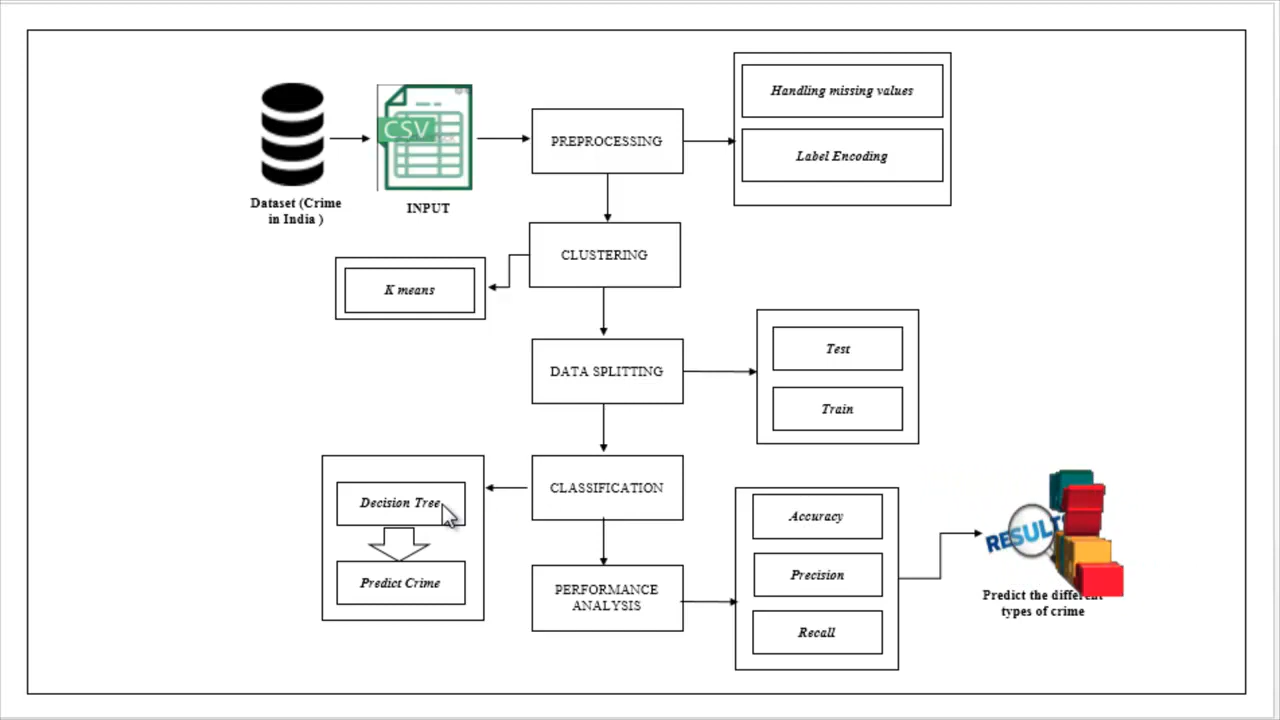 Handling missing values
CSV
PREPROCESSING
Label Encoding
Dataset (Crime
in India )
INPUT
CLUSTERING
K means
Test
DATA SPLITTING
Train
CLASSIFICATION
Decision Tree
Accuracy
RESULT
Precision
Predict Crime
PERFORMANCE
ANALYSIS
Predict the different
types of crime
Recall